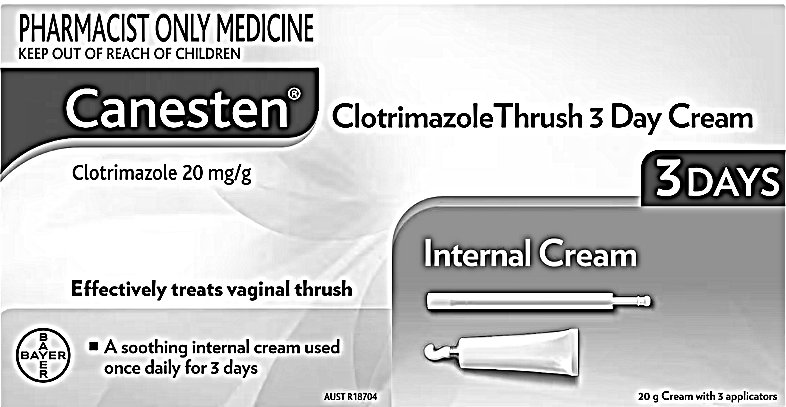 PHARMACIST ONLY MEDICINE
KEEP OUT OF REACH OF CHILDREN
Canesten®
Clotrimazole Thrush 3 Day Cream
Clotrimazole 20 mg/g
3 DAYS
Internal Cream
Effectively treats vaginal thrush
BAYER
BAYER
■ A soothing internal cream used
once daily for 3 days
AUST R18704
20 g Cream with 3 applicators